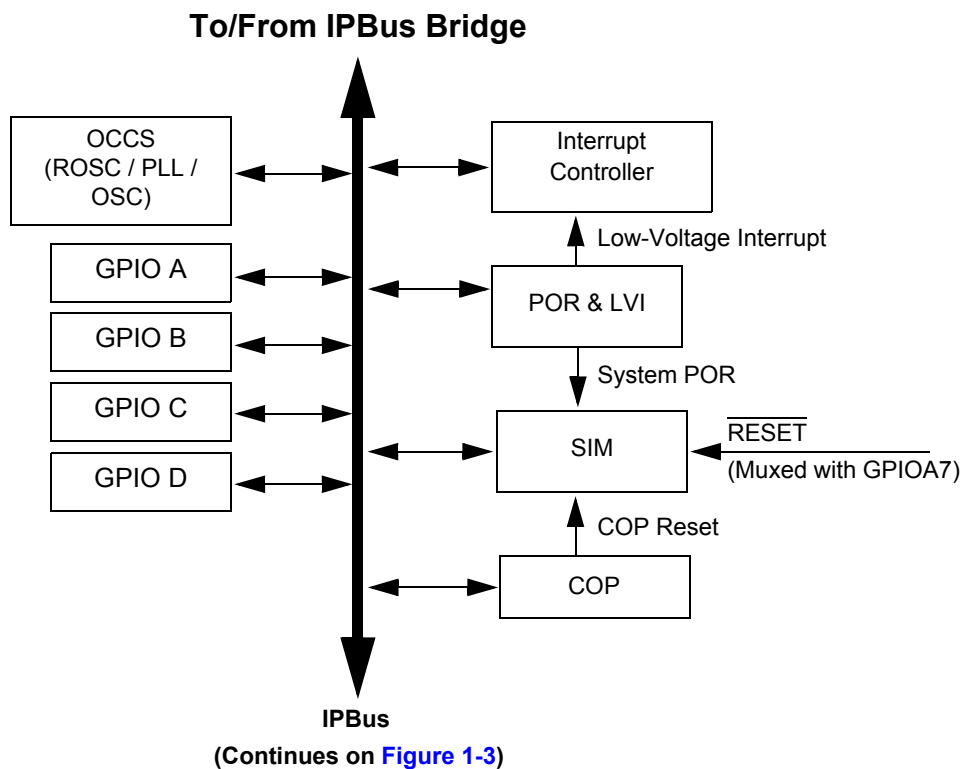 To/From IPBus Bridge
OCCS
(ROSC / PLL /
OSC)
GPIO A
GPIO B
GPIO C
GPIO D
Interrupt
Controller
Low-Voltage Interrupt
POR & LVI
System POR
SIM
RESET
(Muxed with GPIOA7)
COP Reset
COP
IPBus
(Continues on Figure 1-3)